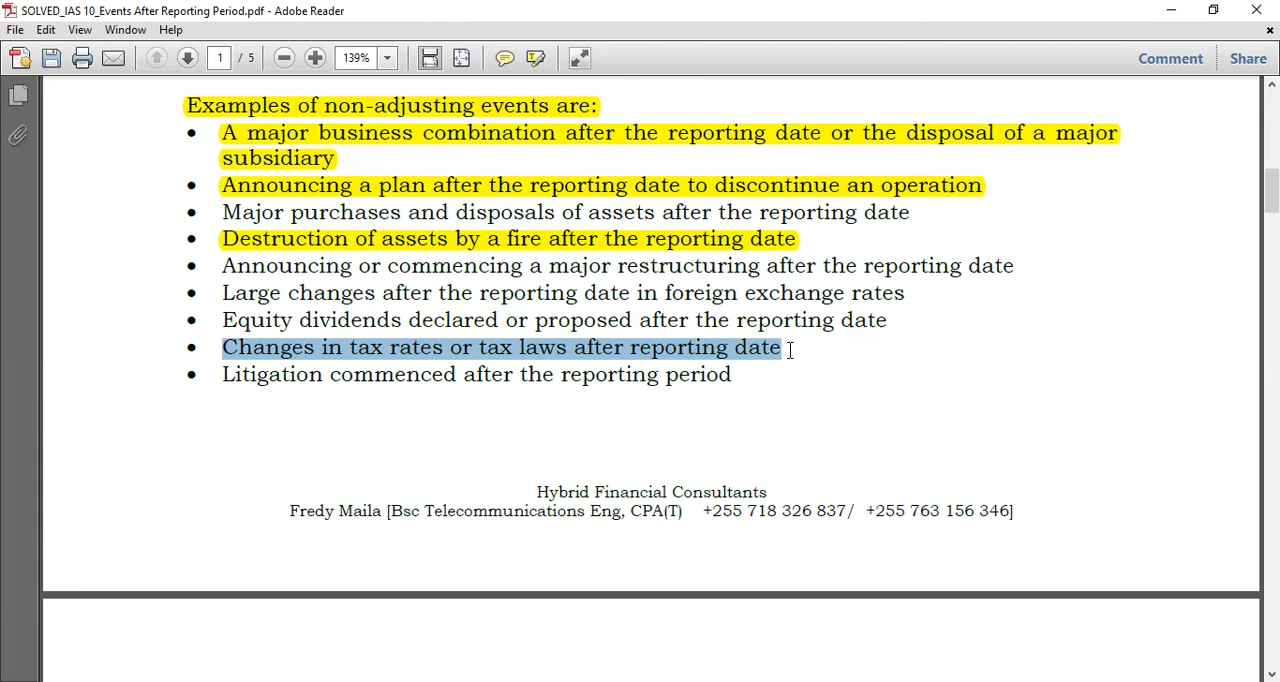 SOLVED_IAS 10_Events After Reporting Period.pdf - Adobe Reader
File Edit View Window Help
1 / 5 139% Comment Share
Examples of non-adjusting events are:
• A major business combination after the reporting date or the disposal of a major
subsidiary
• Announcing a plan after the reporting date to discontinue an operation
• Major purchases and disposals of assets after the reporting date
• Destruction of assets by a fire after the reporting date
• Announcing or commencing a major restructuring after the reporting date
• Large changes after the reporting date in foreign exchange rates
• Equity dividends declared or proposed after the reporting date
• Changes in tax rates or tax laws after reporting date
• Litigation commenced after the reporting period
Hybrid Financial Consultants
Fredy Maila [Bsc Telecommunications Eng, CPA(T) +255 718 326 837/ +255 763 156 346]